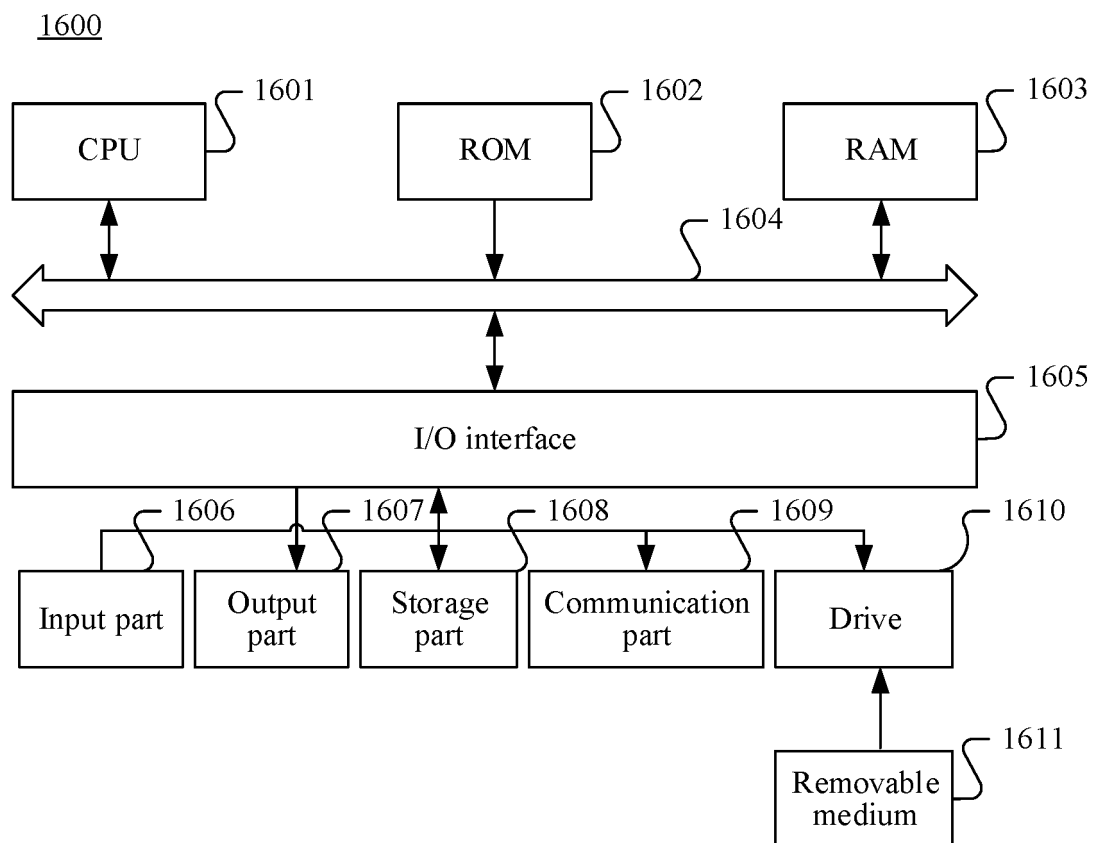 1600
1601
1602
1603
CPU
ROM
RAM
1604
1605
I/O interface
1606
1607
1608
1609
1610
Input part
Output
part
Storage
part
Communication
part
Drive
1611
Removable
medium